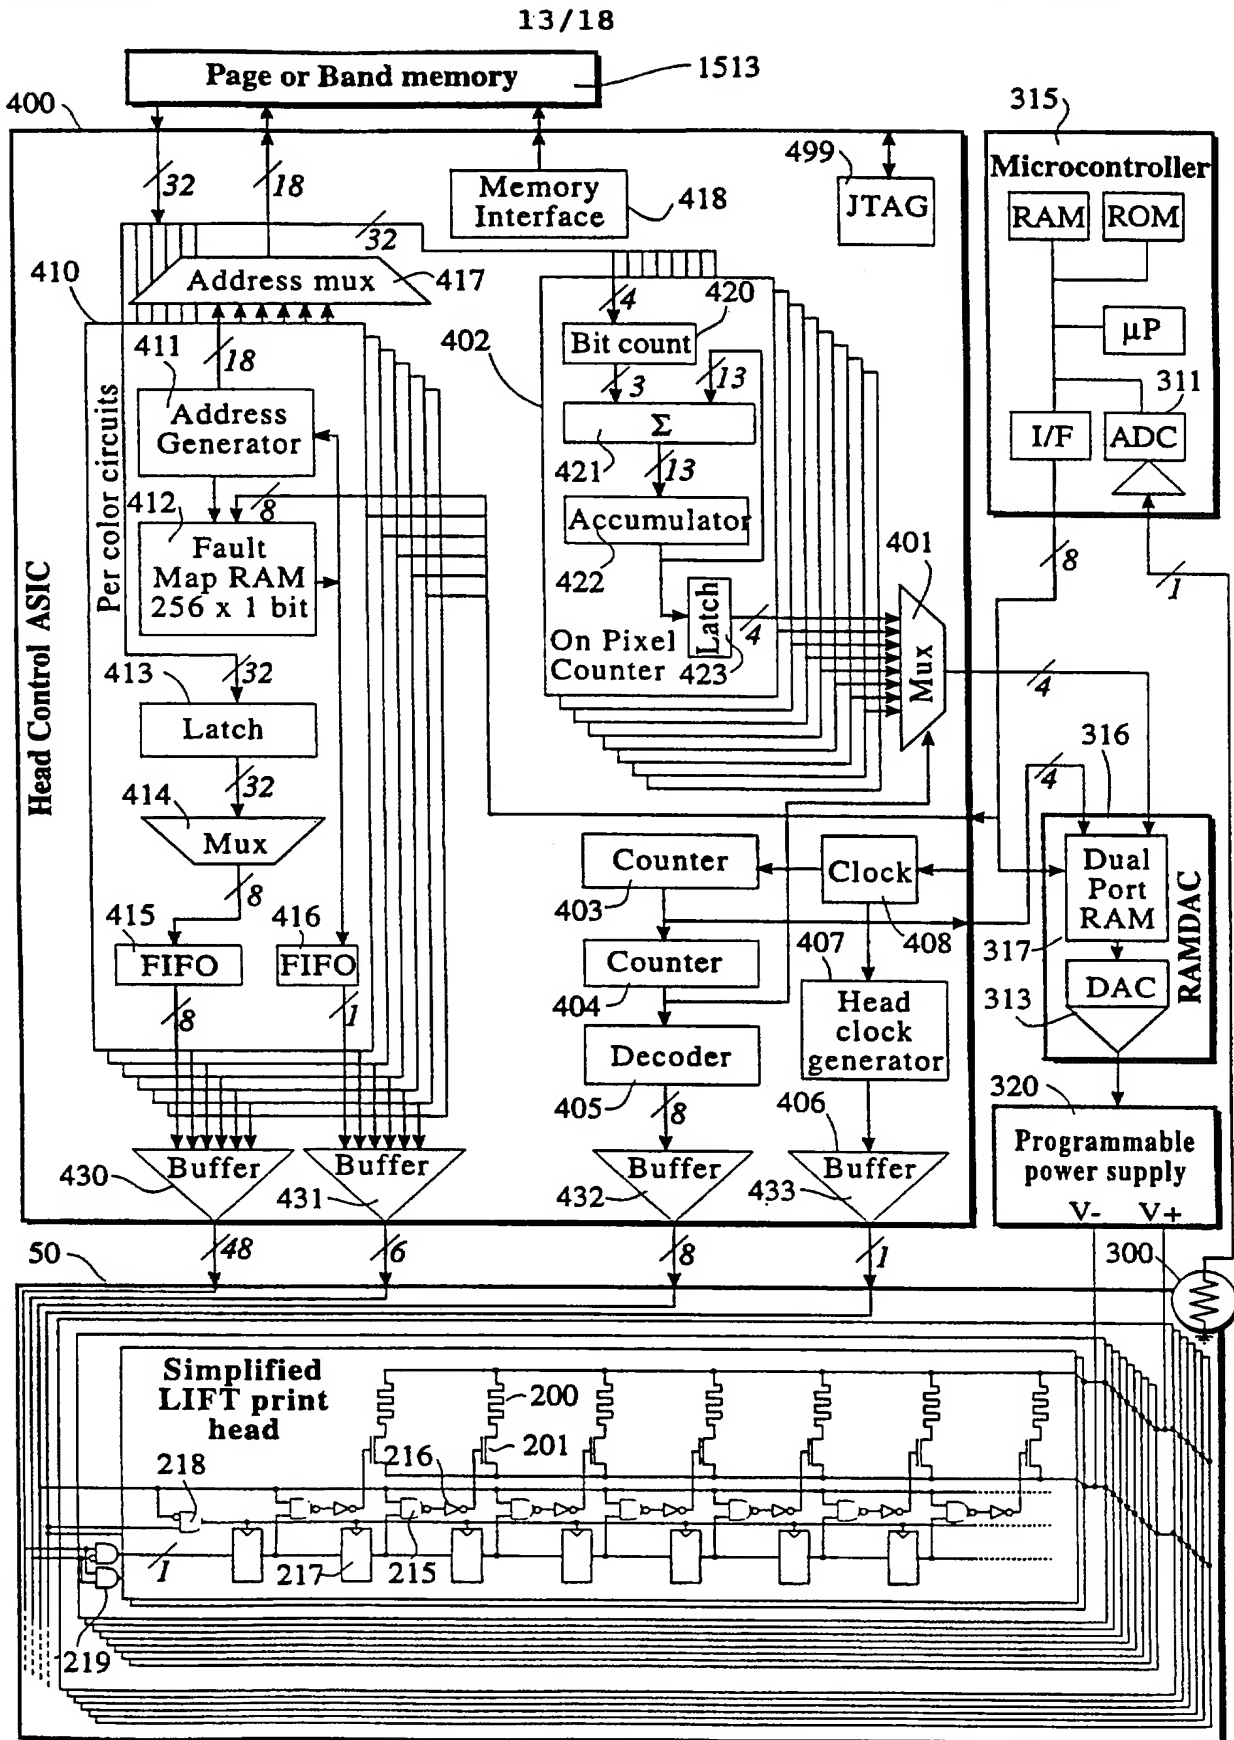 13/18
Page or Band memory
1513
400
315
32
18
Memory
Interface
418
499
JTAG
Microcontroller
RAM
ROM
μP
311
I/F
ADC
8
1
32
Address mux
417
410
411
18
Per color circuits
Address
Generator
412
8
Fault
Map RAM
256 x 1 bit
413
32
Latch
32
414
Mux
8
415
416
FIFO
FIFO
8
1
Head Control ASIC
420
4
402
Bit count
3
13
Σ
421
13
Accumulator
422
Latch
4
423
On Pixel
Counter
401
Mux
4
4
316
Dual
Port
RAM
317
RAMDAC
DAC
313
Counter
403
Clock
408
Counter
404
407
Head
clock
generator
Decoder
405
8
406
320
Programmable
power supply
V-
V+
Buffer
430
Buffer
431
Buffer
432
Buffer
433
48
6
8
1
50
300
Simplified
LIFT print
head
200
201
216
218
1
217
215
219